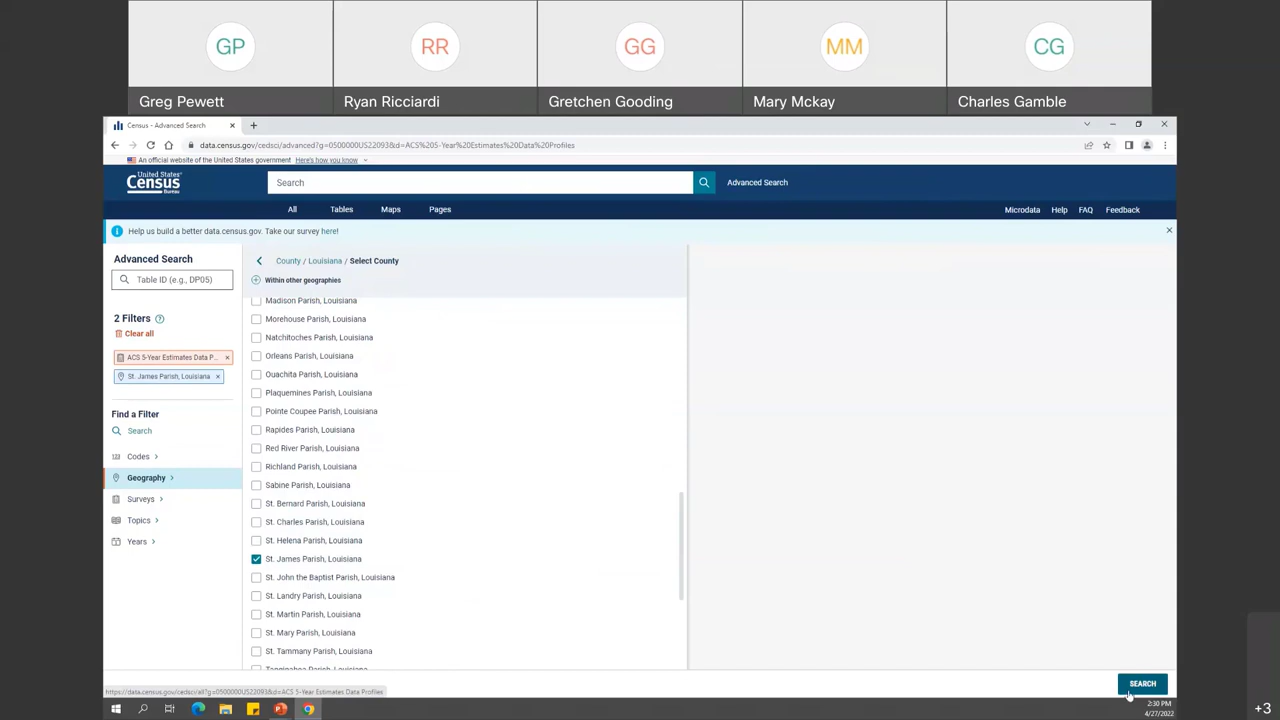 GP
RR
GG
MM
CG
Greg Pewett
Ryan Ricciardi
Gretchen Gooding
Mary Mckay
Charles Gamble
Census - Advanced Search
data.census.gov/cedsci/advanced?g=0500000US22093&d=ACS%205-Year%20Estimates%20Data%20Profiles
An official website of the United States government Here's how you know
United States®
Census
Bureau
Search
Advanced Search
All
Tables
Maps
Pages
Microdata
Help
FAQ
Feedback
Help us build a better data.census.gov. Take our survey here!
Advanced Search
Table ID (e.g., DP05)
2 Filters
Clear all
ACS 5-Year Estimates Data P...
St. James Parish, Louisiana
Find a Filter
Search
Codes
Geography
Surveys
Topics
Years
County / Louisiana / Select County
Within other geographies
Madison Parish, Louisiana
Morehouse Parish, Louisiana
Natchitoches Parish, Louisiana
Orleans Parish, Louisiana
Ouachita Parish, Louisiana
Plaquemines Parish, Louisiana
Pointe Coupee Parish, Louisiana
Rapides Parish, Louisiana
Red River Parish, Louisiana
Richland Parish, Louisiana
Sabine Parish, Louisiana
St. Bernard Parish, Louisiana
St. Charles Parish, Louisiana
St. Helena Parish, Louisiana
St. James Parish, Louisiana
St. John the Baptist Parish, Louisiana
St. Landry Parish, Louisiana
St. Martin Parish, Louisiana
St. Mary Parish, Louisiana
St. Tammany Parish, Louisiana
Tangipahoa Parish, Louisiana
SEARCH
https://data.census.gov/cedsci/all?g=0500000US22093&d=ACS 5-Year Estimates Data Profiles
2:30 PM
4/27/2022
+3